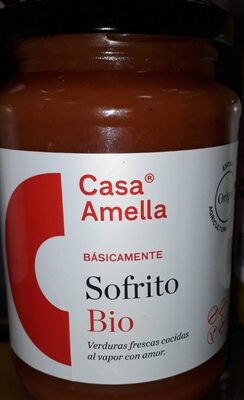 Casa®
Amella
BÁSICAMENTE
Sofrito
Bio
Verduras frescas cocidas
al vapor con amor.